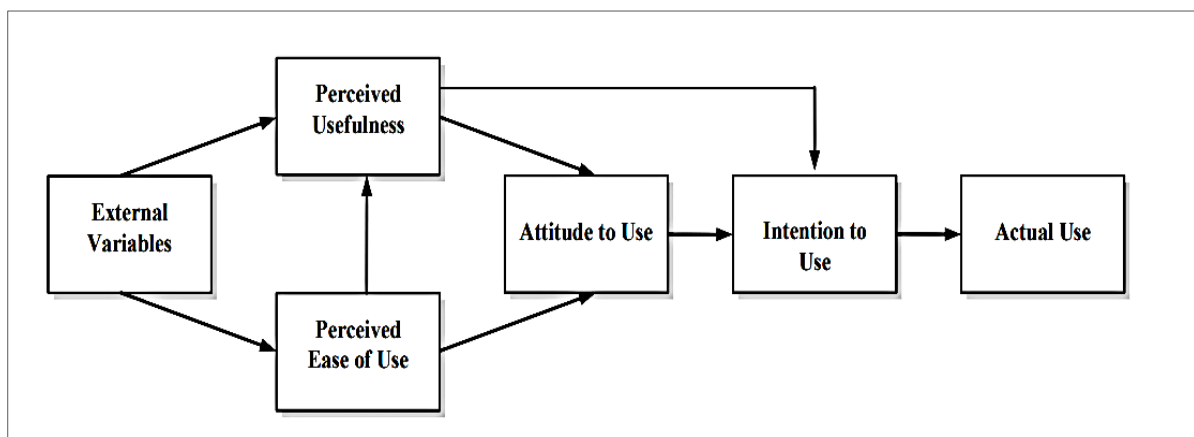 Perceived
Usefulness
External
Variables
Attitude to Use
Intention to
Use
Actual Use
Perceived
Ease of Use